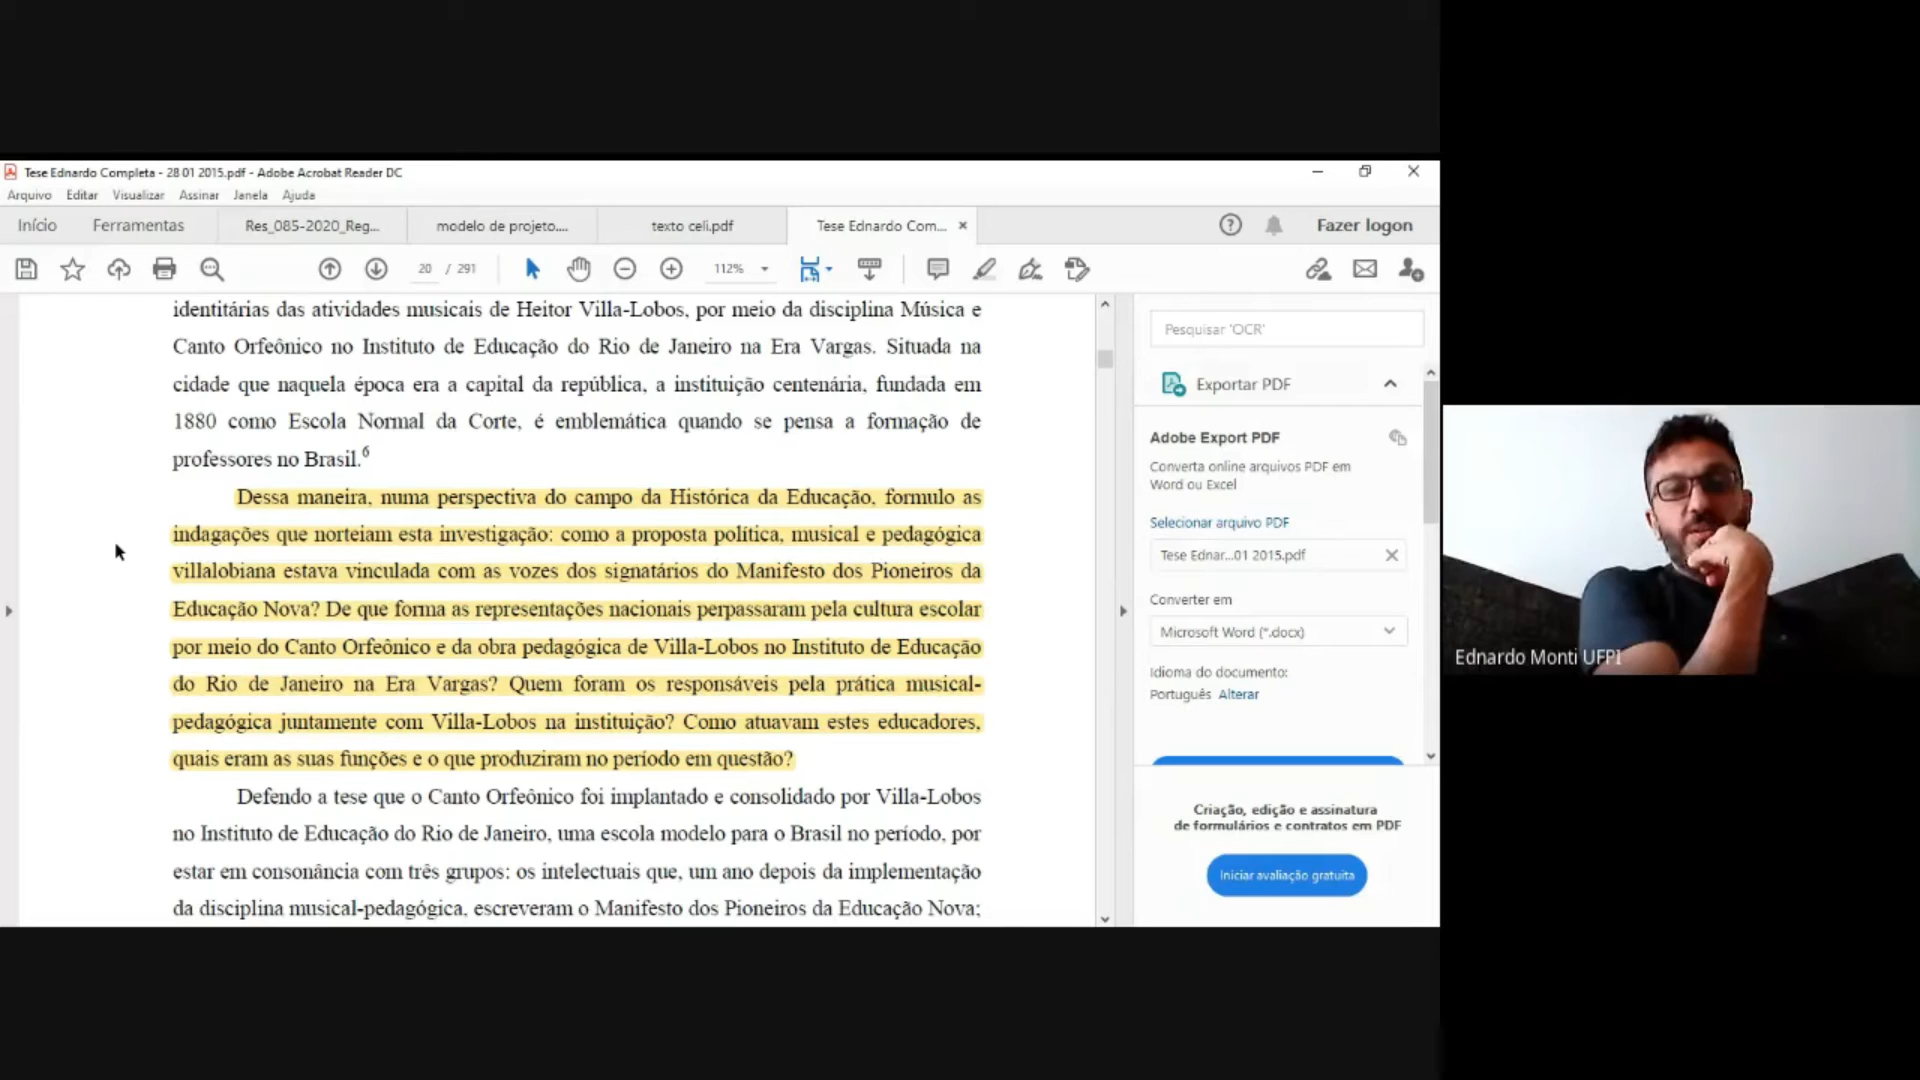 Tese Ednardo Completa - 28 01 2015.pdf - Adobe Acrobat Reader DC
Arquivo Editar Visualizar Assinar Janela Ajuda
Início Ferramentas Res_085-2020_Reg... modelo de projeto.... texto celi.pdf Tese Ednardo Com... Fazer logon
20 / 291 112%
identitárias das atividades musicais de Heitor Villa-Lobos, por meio da disciplina Música e
Canto Orfeônico no Instituto de Educação do Rio de Janeiro na Era Vargas. Situada na
cidade que naquela época era a capital da república, a instituição centenária, fundada em
1880 como Escola Normal da Corte, é emblemática quando se pensa a formação de
professores no Brasil.6
Dessa maneira, numa perspectiva do campo da Histórica da Educação, formulo as
indagações que norteiam esta investigação: como a proposta política, musical e pedagógica
villalobiana estava vinculada com as vozes dos signatários do Manifesto dos Pioneiros da
Educação Nova? De que forma as representações nacionais perpassaram pela cultura escolar
por meio do Canto Orfeônico e da obra pedagógica de Villa-Lobos no Instituto de Educação
do Rio de Janeiro na Era Vargas? Quem foram os responsáveis pela prática musical-
pedagógica juntamente com Villa-Lobos na instituição? Como atuavam estes educadores,
quais eram as suas funções e o que produziram no período em questão?
Defendo a tese que o Canto Orfeônico foi implantado e consolidado por Villa-Lobos
no Instituto de Educação do Rio de Janeiro, uma escola modelo para o Brasil no período, por
estar em consonância com três grupos: os intelectuais que, um ano depois da implementação
da disciplina musical-pedagógica, escreveram o Manifesto dos Pioneiros da Educação Nova;
Pesquisar 'OCR'
Exportar PDF
Adobe Export PDF
Converta online arquivos PDF em
Word ou Excel
Selecionar arquivo PDF
Tese Ednar...01 2015.pdf
Converter em
Microsoft Word (*.docx)
Idioma do documento:
Português Alterar
Criação, edição e assinatura
de formulários e contratos em PDF
Iniciar avaliação gratuita
Ednardo Monti UFPI